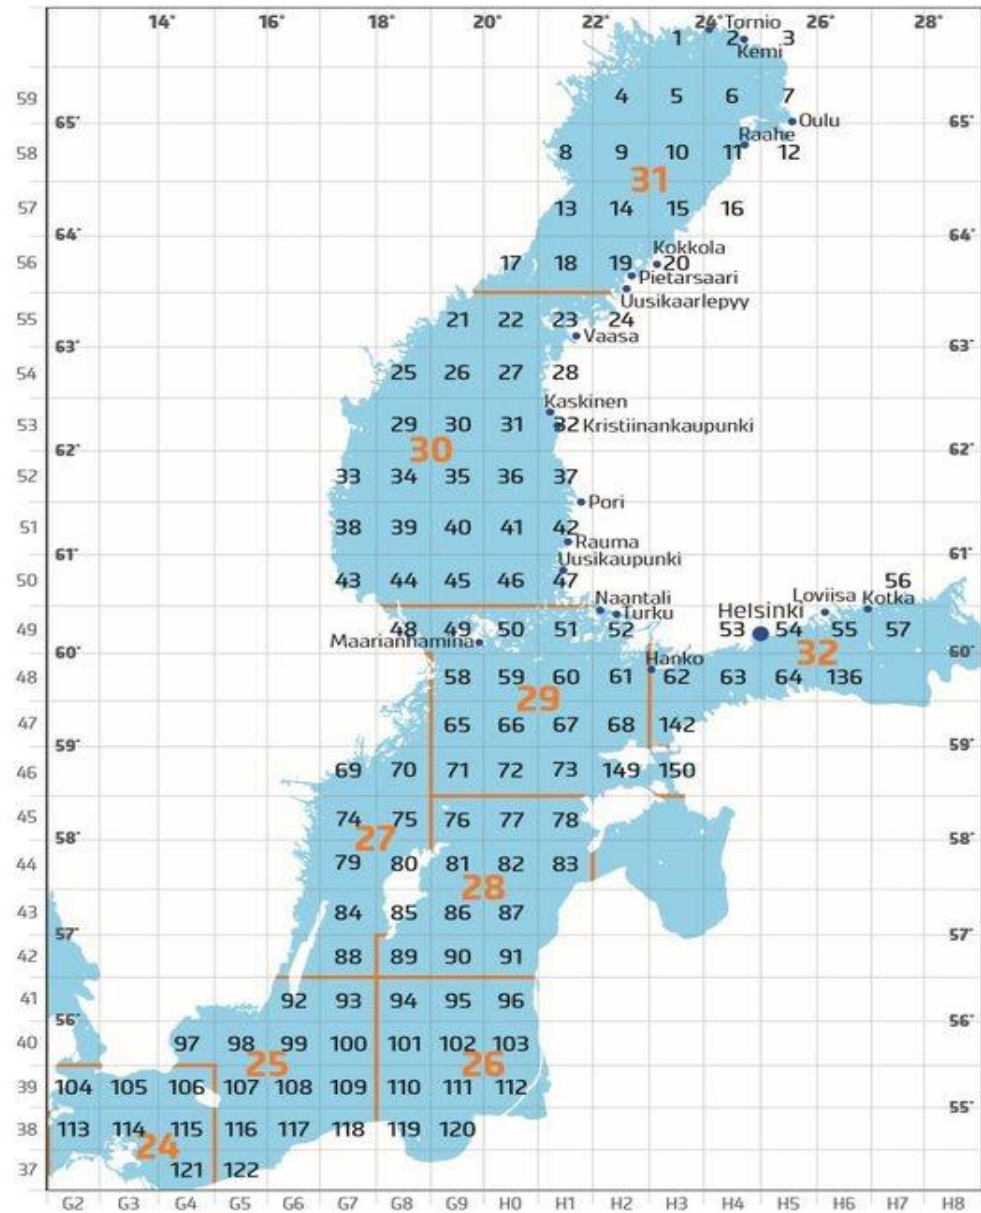 14° 16° 18° 20° 22° 24° 26° 28°
Tornio
1 2 3
Kemi
59 4 5 6 7
65° Oulu
Raahe
58 8 9 10 11 12
31
57 13 14 15 16
64°
Kokkola
56 17 18 19 20
Pietarsaari
Uusikaarlepyy
55 21 22 23 24
Vaasa
63° 63°
54 25 26 27 28
Kaskinen
53 29 30 31 32 Kristiinankaupunki
30
62° 62°
52 33 34 35 36 37
Pori
51 38 39 40 41 42
Rauma
61° Uusikaupunki 61°
50 43 44 45 46 47 56
Naantali Loviisa Kotka
Turku Helsinki
49 48 49 50 51 52 53 54 55 57
Maarianhamina
60° 32 60°
Hanko
48 58 59 60 61 62 63 64 136
29
47 65 66 67 68 142
59° 59°
46 69 70 71 72 73 149 150
45 74 75 76 77 78
58° 27 58°
44 79 80 81 82 83
28
43 84 85 86 87
57° 57°
42 88 89 90 91
41 92 93 94 95 96
56° 56°
40 97 98 99 100 101 102 103
25 26
39 104 105 106 107 108 109 110 111 112
55°
38 113 114 115 116 117 118 119 120
24
37 121 122
G2 G3 G4 G5 G6 G7 G8 G9 H0 H1 H2 H3 H4 H5 H6 H7 H8